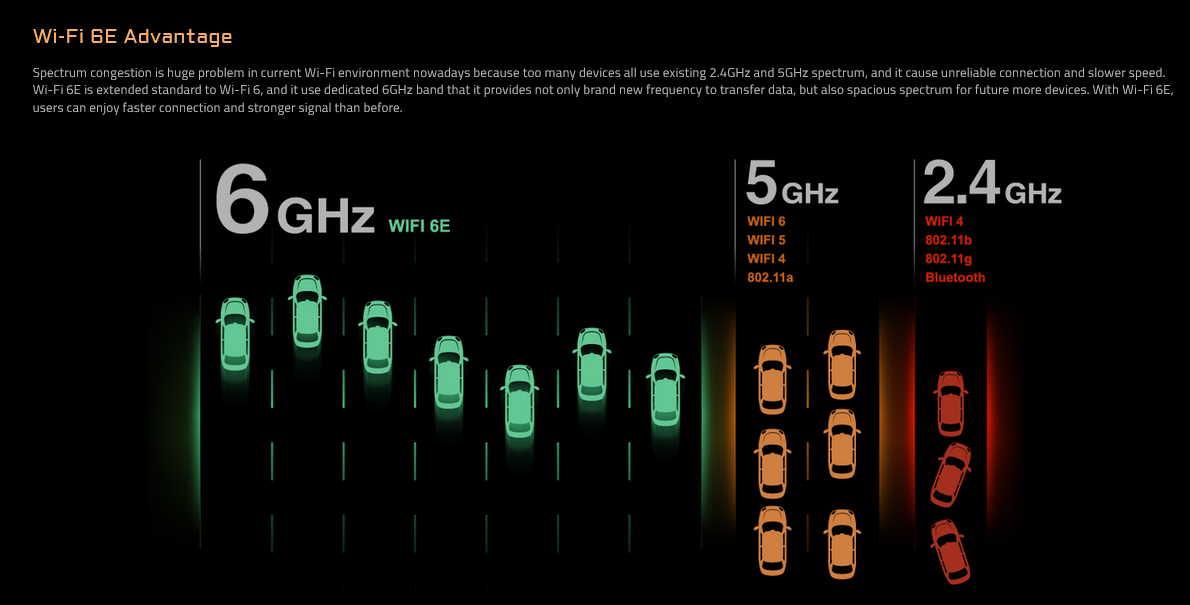 Wi-Fi 6E Advantage
Spectrum congestion is huge problem in current Wi-Fi environment nowadays because too many devices all use existing 2.4GHz and 5GHz spectrum, and it cause unreliable connection and slower speed.
Wi-Fi 6E is extended standard to Wi-Fi 6, and it use dedicated 6GHz band that it provides not only brand new frequency to transfer data, but also spacious spectrum for future more devices. With Wi-Fi 6E,
users can enjoy faster connection and stronger signal than before.
6 GHz WIFI 6E
5 GHz
WIFI 6
WIFI 5
WIFI 4
802.11a
2.4 GHz
WIFI 4
802.11b
802.11g
Bluetooth